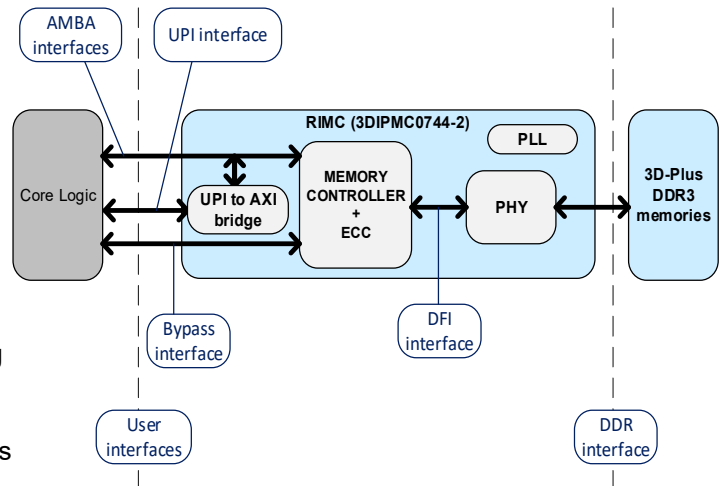 AMBA
interfaces
UPI interface
RIMC (3DIPMC0744-2)
PLL
Core Logic
UPI to AXI
bridge
MEMORY
CONTROLLER
+
ECC
PHY
3D-Plus
DDR3
memories
Bypass
interface
DFI
interface
User
interfaces
DDR
interface
g
s